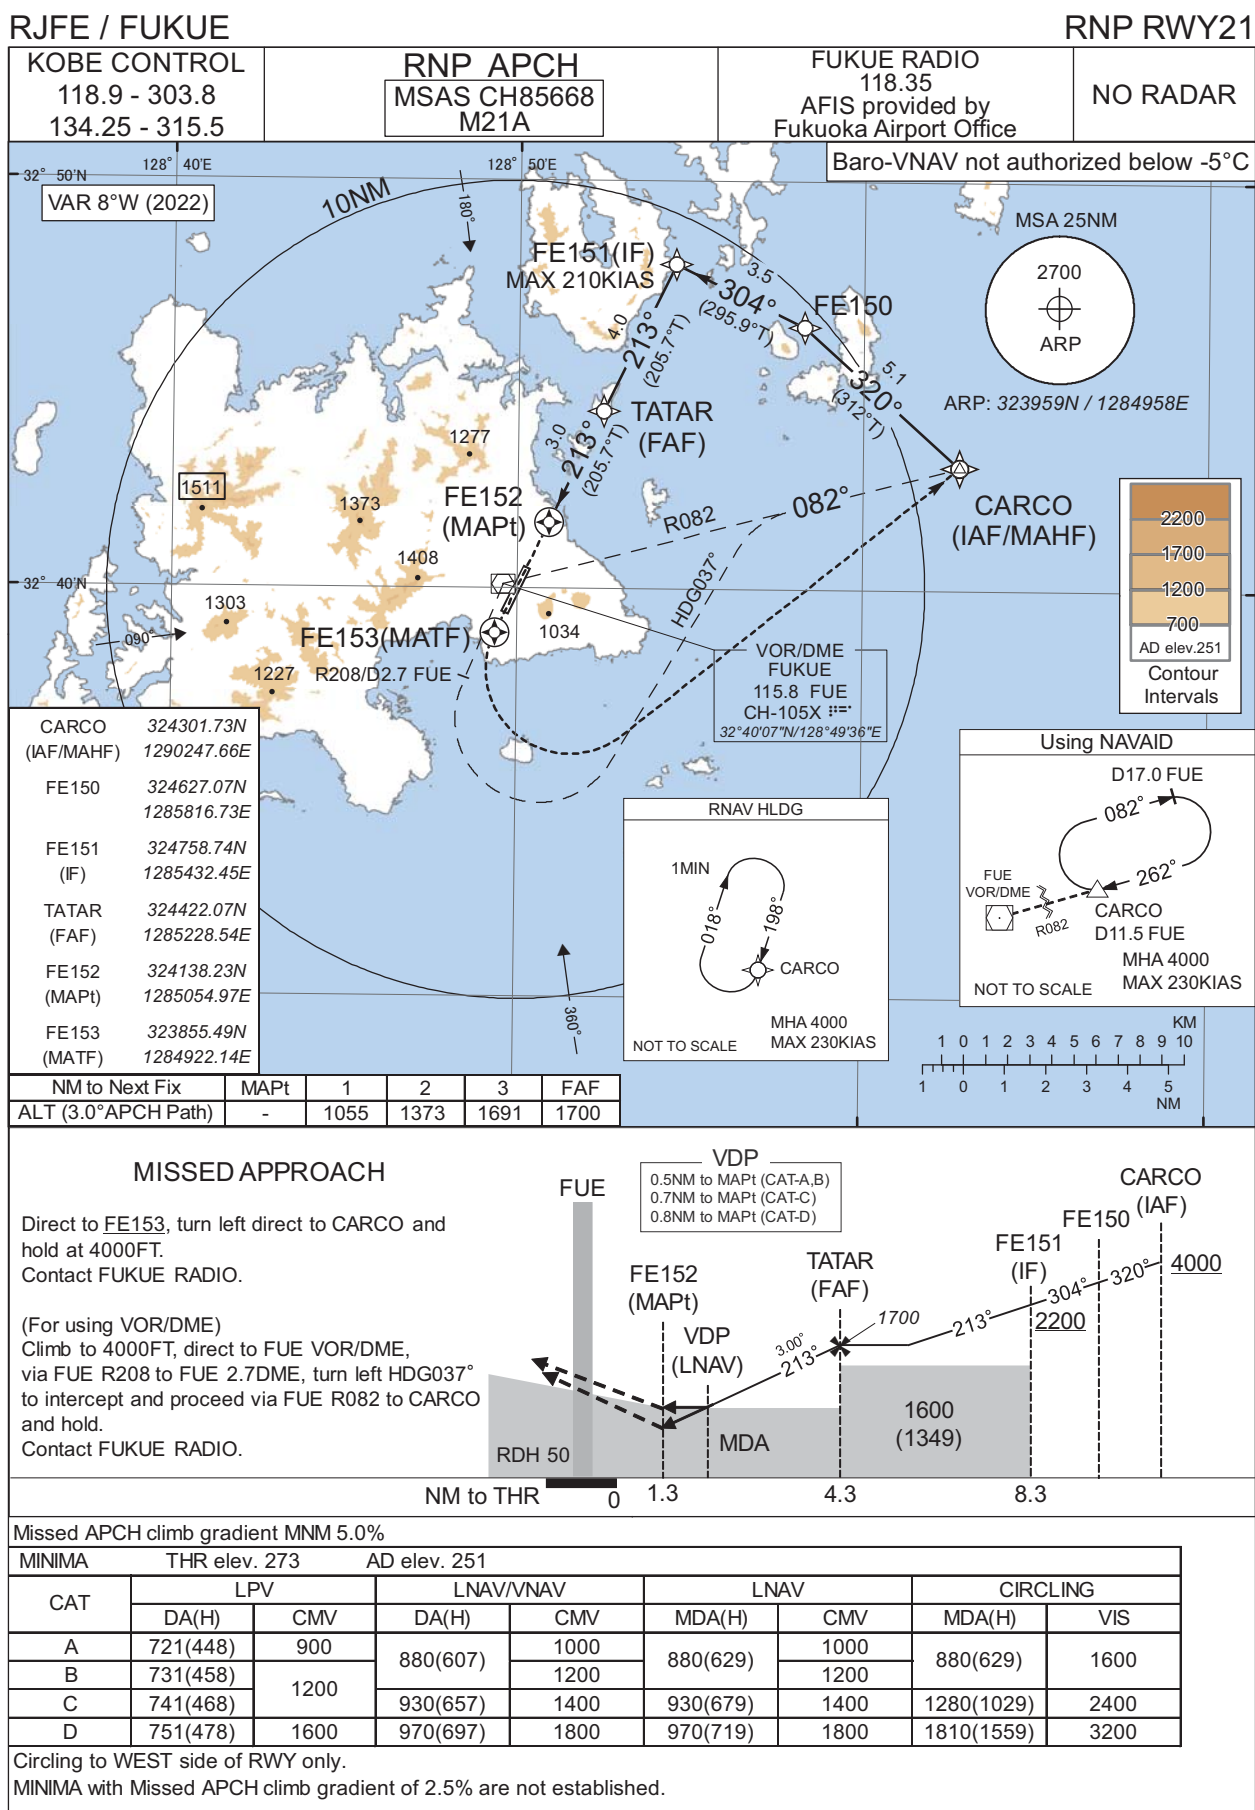 RJFE / FUKUE
RNP RWY21
KOBE CONTROL
118.9 - 303.8
134.25 - 315.5
RNP APCH
MSAS CH85668
M21A
FUKUE RADIO
118.35
AFIS provided by
Fukuoka Airport Office
NO RADAR
Baro-VNAV not authorized below -5°C
32° 50'N
128° 40'E
128° 50'E
VAR 8°W (2022)
10NM
180°
FE151(IF)
MAX 210KIAS
3.5
304°
(295.9°T)
FE150
MSA 25NM
2700
ARP
ARP: 323959N / 1284958E
4.0
213°
(205.7°T)
5.1
320°
(312°T)
TATAR
(FAF)
3.0
213°
(205.7°T)
1277
1511
1373
FE152
(MAPt)
R082
082°
CARCO
(IAF/MAHF)
1408
32° 40'N
1303
HDG037°
2200
1700
1200
700
AD elev.251
Contour
Intervals
090°
FE153(MATF)
1034
R208/D2.7 FUE
1227
VOR/DME
FUKUE
115.8 FUE
CH-105X
32°40'07"N/128°49'36"E
CARCO 324301.73N
(IAF/MAHF) 1290247.66E
FE150 324627.07N
1285816.73E
FE151 324758.74N
(IF) 1285432.45E
TATAR 324422.07N
(FAF) 1285228.54E
FE152 324138.23N
(MAPt) 1285054.97E
FE153 323855.49N
(MATF) 1284922.14E
360°
RNAV HLDG
1MIN
018°
198°
CARCO
MHA 4000
MAX 230KIAS
NOT TO SCALE
Using NAVAID
D17.0 FUE
082°
262°
FUE
VOR/DME
R082
CARCO
D11.5 FUE
MHA 4000
MAX 230KIAS
NOT TO SCALE
KM
1 0 1 2 3 4 5 6 7 8 9 10
1 0 1 2 3 4 5
NM
NM to Next Fix MAPt 1 2 3 FAF
ALT (3.0°APCH Path) - 1055 1373 1691 1700
MISSED APPROACH
Direct to FE153, turn left direct to CARCO and
hold at 4000FT.
Contact FUKUE RADIO.
(For using VOR/DME)
Climb to 4000FT, direct to FUE VOR/DME,
via FUE R208 to FUE 2.7DME, turn left HDG037°
to intercept and proceed via FUE R082 to CARCO
and hold.
Contact FUKUE RADIO.
VDP
0.5NM to MAPt (CAT-A,B)
0.7NM to MAPt (CAT-C)
0.8NM to MAPt (CAT-D)
FUE
FE152
(MAPt)
VDP
(LNAV)
TATAR
(FAF)
FE151
(IF)
FE150
CARCO
(IAF)
4000
320°
304°
2200
213°
1700
3.00°
213°
1600
(1349)
MDA
RDH 50
NM to THR 0 1.3 4.3 8.3
Missed APCH climb gradient MNM 5.0%
MINIMA THR elev. 273 AD elev. 251
CAT LPV LNAV/VNAV LNAV CIRCLING
DA(H) CMV DA(H) CMV MDA(H) CMV MDA(H) VIS
A 721(448) 900 880(607) 1000 880(629) 1000 880(629) 1600
B 731(458) 1200 1200 1200
C 741(468) 930(657) 1400 930(679) 1400 1280(1029) 2400
D 751(478) 1600 970(697) 1800 970(719) 1800 1810(1559) 3200
Circling to WEST side of RWY only.
MINIMA with Missed APCH climb gradient of 2.5% are not established.